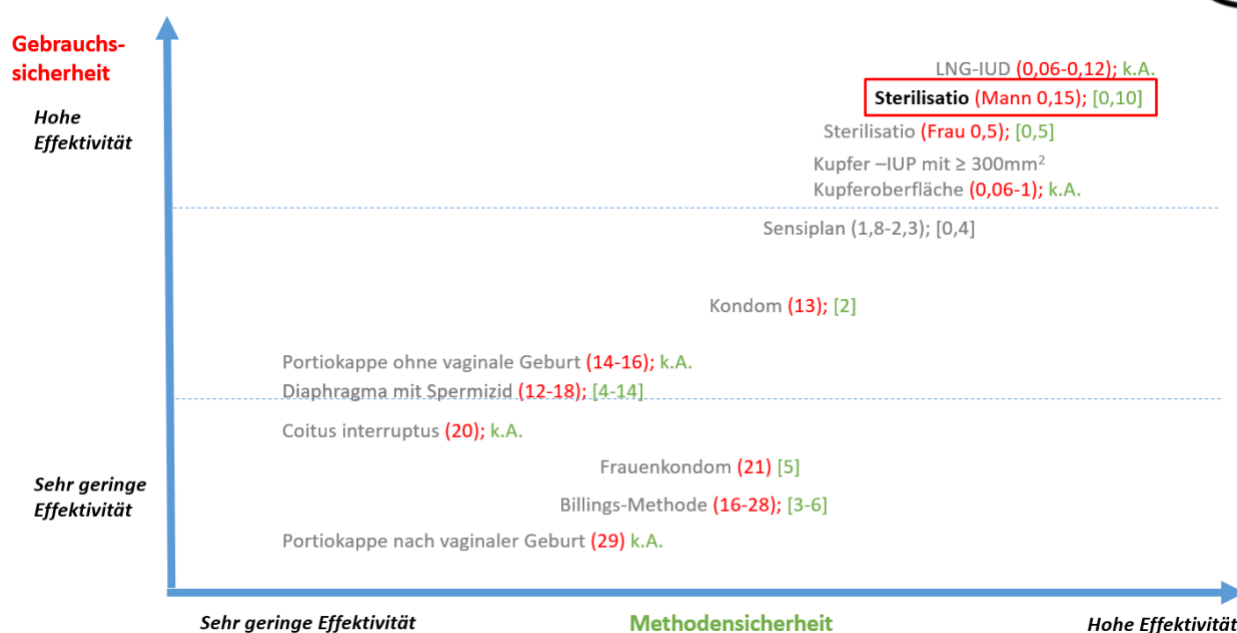 Gebrauchs-
sicherheit
Hohe
Effektivität
LNG-IUD (0,06-0,12); k.A.
Sterilisatio (Mann 0,15); [0,10]
Sterilisatio (Frau 0,5); [0,5]
Kupfer –IUP mit ≥ 300mm²
Kupferoberfläche (0,06-1); k.A.
Sensiplan (1,8-2,3); [0,4]
Kondom (13); [2]
Portiokappe ohne vaginale Geburt (14-16); k.A.
Diaphragma mit Spermizid (12-18); [4-14]
Coitus interruptus (20); k.A.
Frauenkondom (21) [5]
Sehr geringe
Effektivität
Billings-Methode (16-28); [3-6]
Portiokappe nach vaginaler Geburt (29) k.A.
Sehr geringe Effektivität
Methodensicherheit
Hohe Effektivität